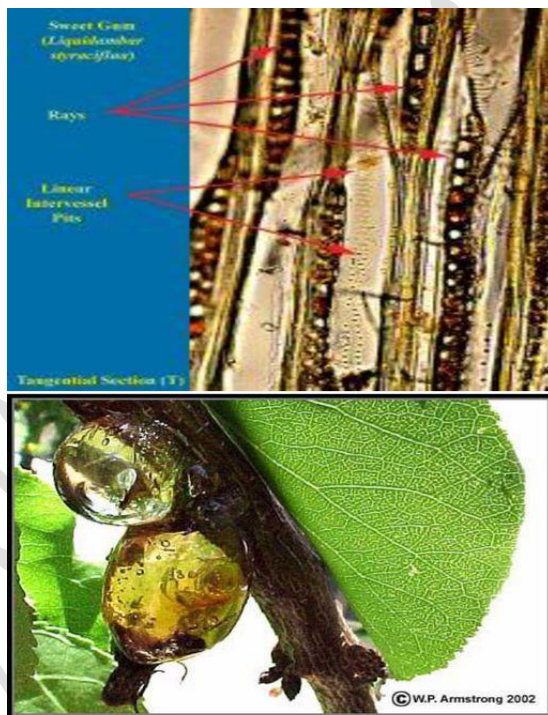 Sweet Gum
(Liquidambar
styraciflua)
Rays
Linear
Intervessel
Pits
Tangential Section (T)
© W.P. Armstrong 2002